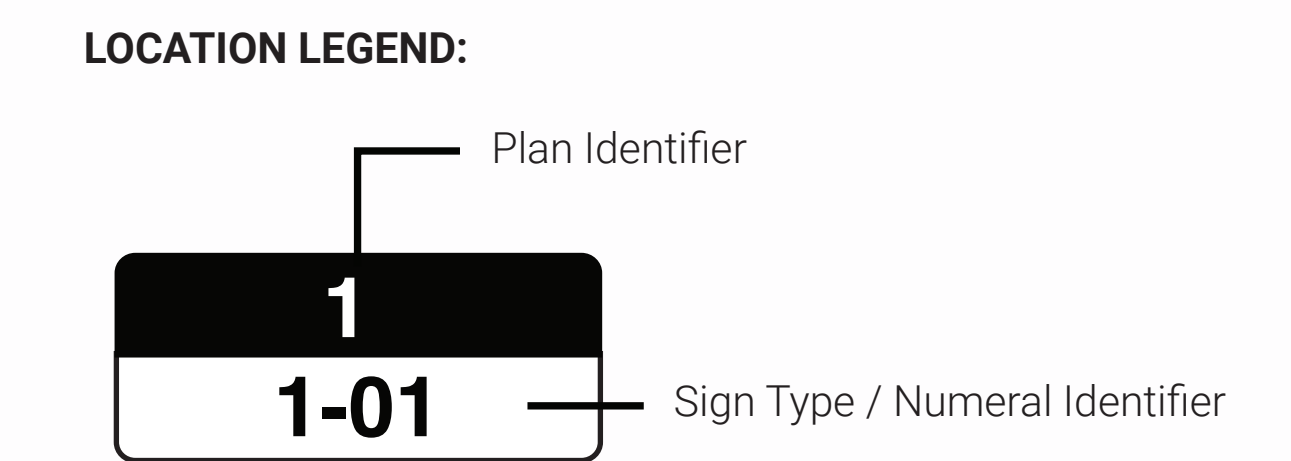 LOCATION LEGEND:
Plan Identifier
1
1-01
Sign Type / Numeral Identifier